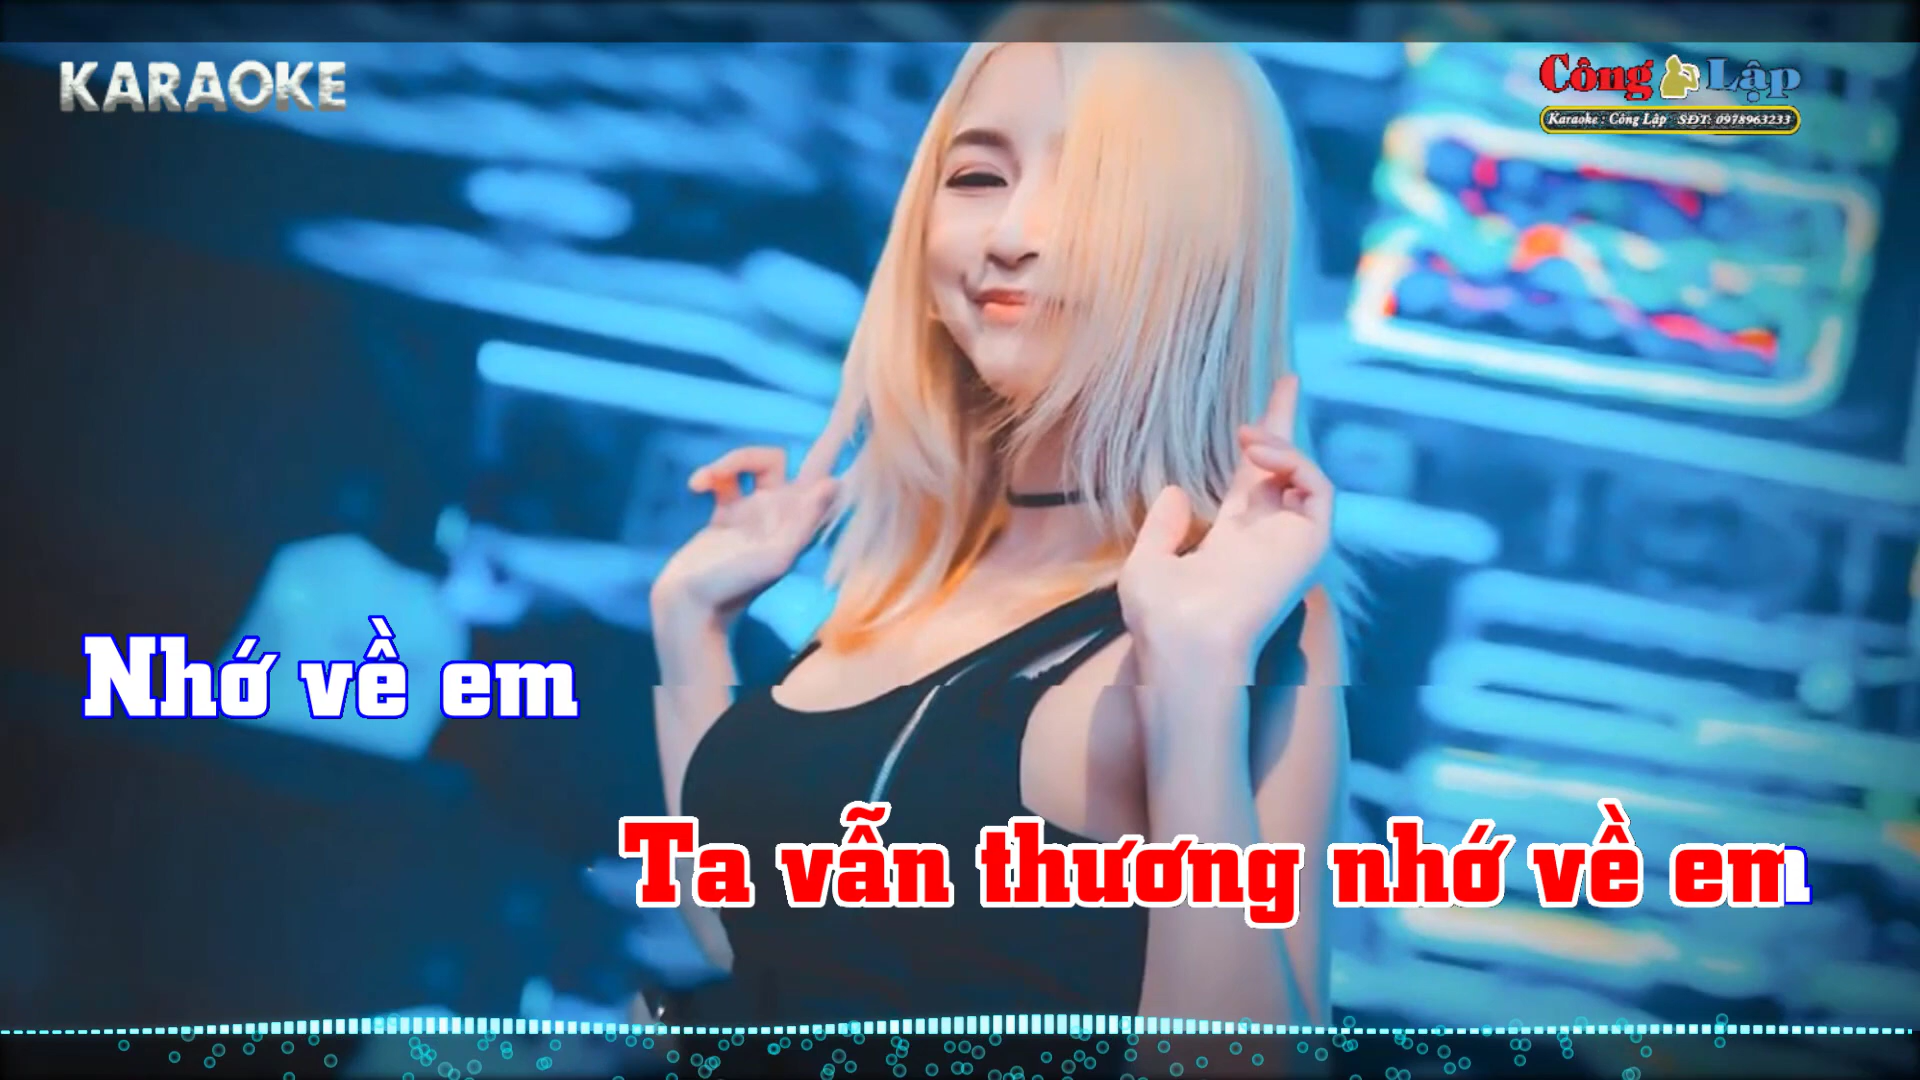 KARAOKE
Công Lập
Karaoke : Công Lập SĐT: 0978963233
Nhớ về em
Ta vẫn thương nhớ về em